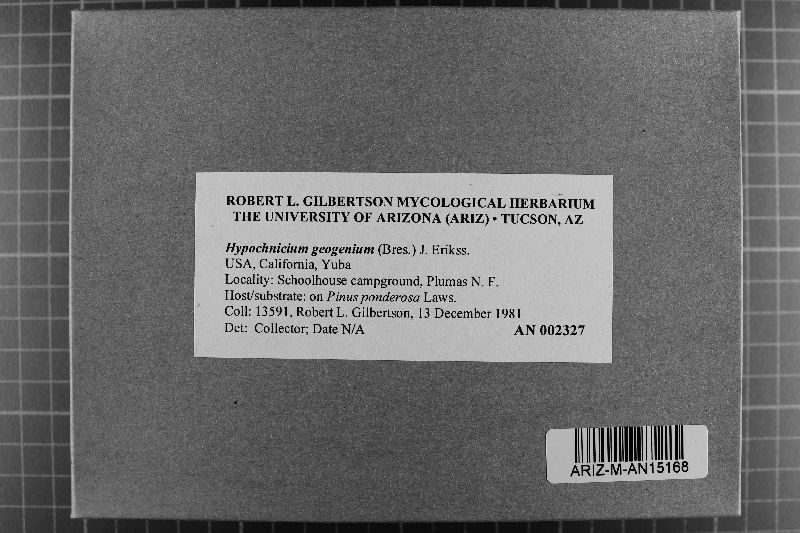 ROBERT L. GILBERTSON MYCOLOGICAL HERBARIUM
THE UNIVERSITY OF ARIZONA (ARIZ) • TUCSON, AZ
Hypochnicium geogenium (Bres.) J. Erikss.
USA, California, Yuba
Locality: Schoolhouse campground, Plumas N. F.
Host/substrate: on Pinus ponderosa Laws.
Coll: 13591, Robert L. Gilbertson, 13 December 1981
Det: Collector; Date N/A AN 002327
ARIZ-M-AN15168